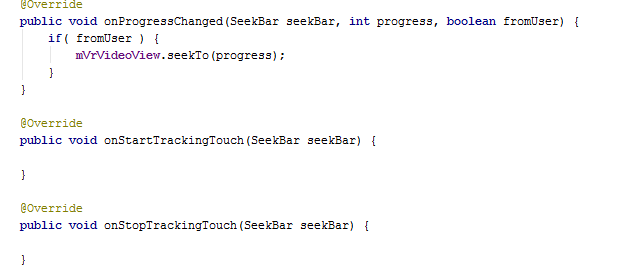 @Override
public void onProgressChanged(SeekBar seekBar, int progress, boolean fromUser) {
if( fromUser ) {
mVrVideoView.seekTo(progress);
}
}
@Override
public void onStartTrackingTouch(SeekBar seekBar) {
}
@Override
public void onStopTrackingTouch(SeekBar seekBar) {
}